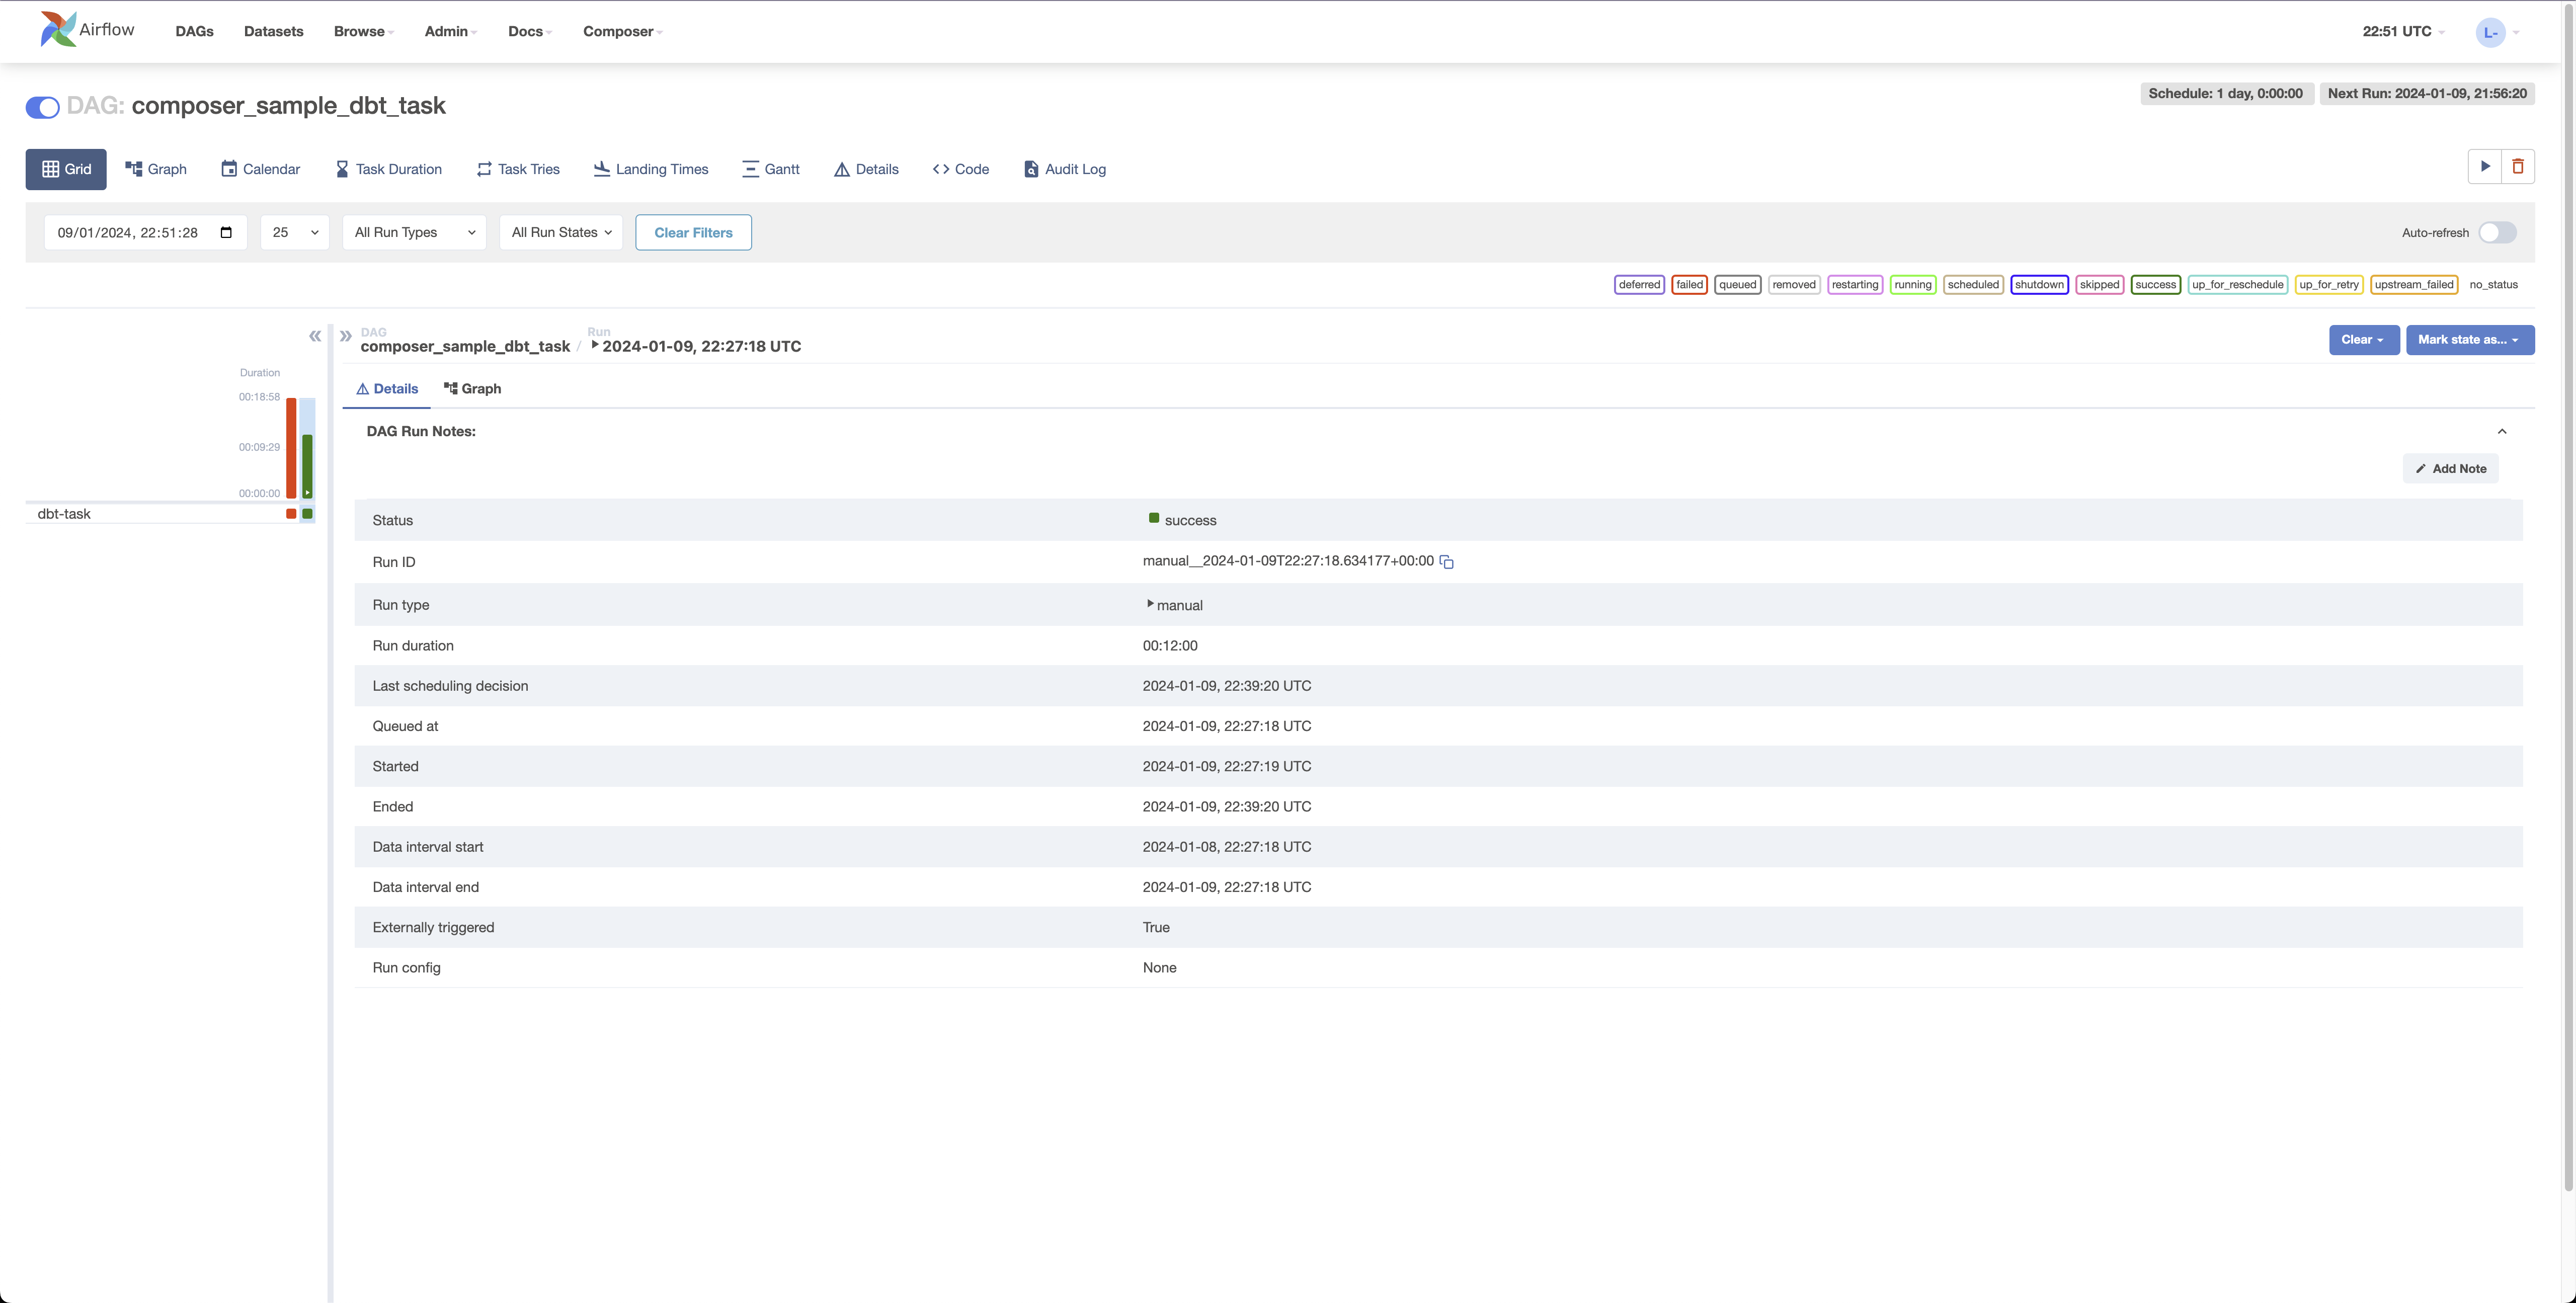 Airflow DAGs Datasets Browse Admin Docs Composer 22:51 UTC L-
DAG: composer_sample_dbt_task Schedule: 1 day, 0:00:00 Next Run: 2024-01-09, 21:56:20
Grid Graph Calendar Task Duration Task Tries Landing Times Gantt Details Code Audit Log
09/01/2024, 22:51:28 25 All Run Types All Run States Clear Filters Auto-refresh
deferred failed queued removed restarting running scheduled shutdown skipped success up_for_reschedule up_for_retry upstream_failed no_status
Duration
00:18:58
00:09:29
00:00:00
dbt-task
DAG Run
composer_sample_dbt_task / 2024-01-09, 22:27:18 UTC Clear Mark state as...
Details Graph
DAG Run Notes:
Add Note
Status success
Run ID manual__2024-01-09T22:27:18.634177+00:00
Run type manual
Run duration 00:12:00
Last scheduling decision 2024-01-09, 22:39:20 UTC
Queued at 2024-01-09, 22:27:18 UTC
Started 2024-01-09, 22:27:19 UTC
Ended 2024-01-09, 22:39:20 UTC
Data interval start 2024-01-08, 22:27:18 UTC
Data interval end 2024-01-09, 22:27:18 UTC
Externally triggered True
Run config None